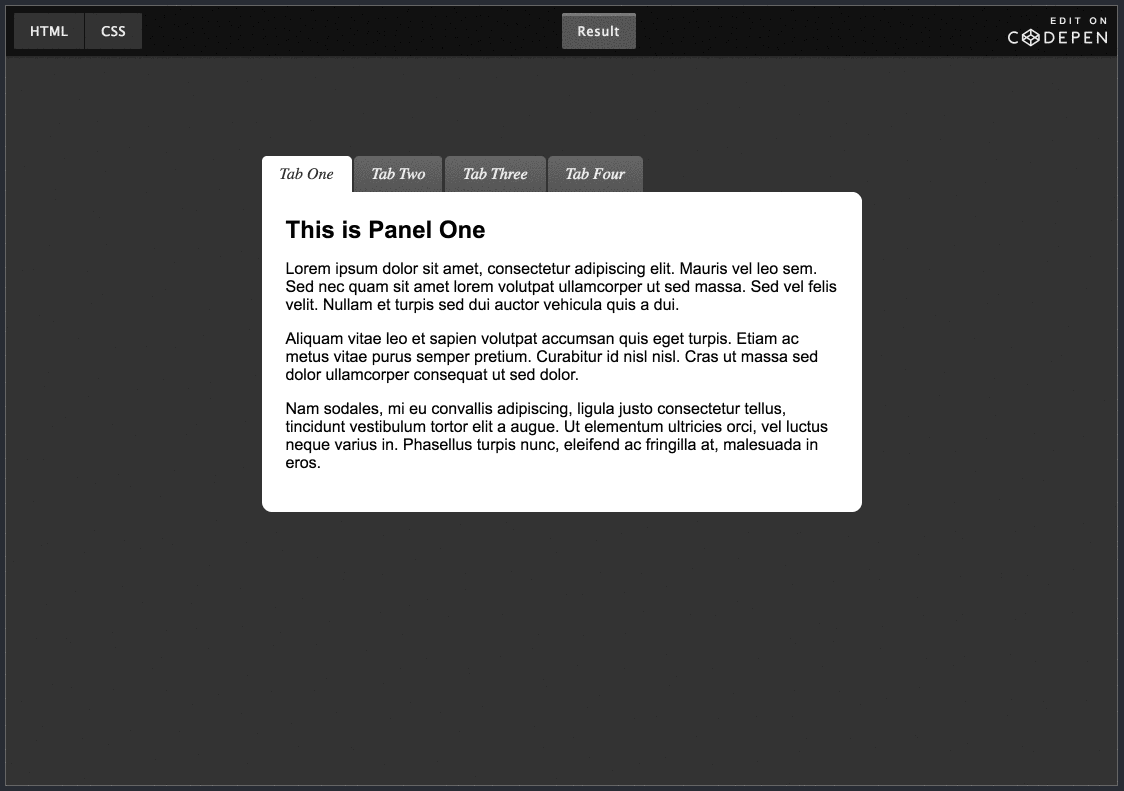 HTML CSS Result EDIT ON
CODEPEN
Tab One Tab Two Tab Three Tab Four
This is Panel One
Lorem ipsum dolor sit amet, consectetur adipiscing elit. Mauris vel leo sem.
Sed nec quam sit amet lorem volutpat ullamcorper ut sed massa. Sed vel felis
velit. Nullam et turpis sed dui auctor vehicula quis a dui.
Aliquam vitae leo et sapien volutpat accumsan quis eget turpis. Etiam ac
metus vitae purus semper pretium. Curabitur id nisl nisl. Cras ut massa sed
dolor ullamcorper consequat ut sed dolor.
Nam sodales, mi eu convallis adipiscing, ligula justo consectetur tellus,
tincidunt vestibulum tortor elit a augue. Ut elementum ultricies orci, vel luctus
neque varius in. Phasellus turpis nunc, eleifend ac fringilla at, malesuada in
eros.